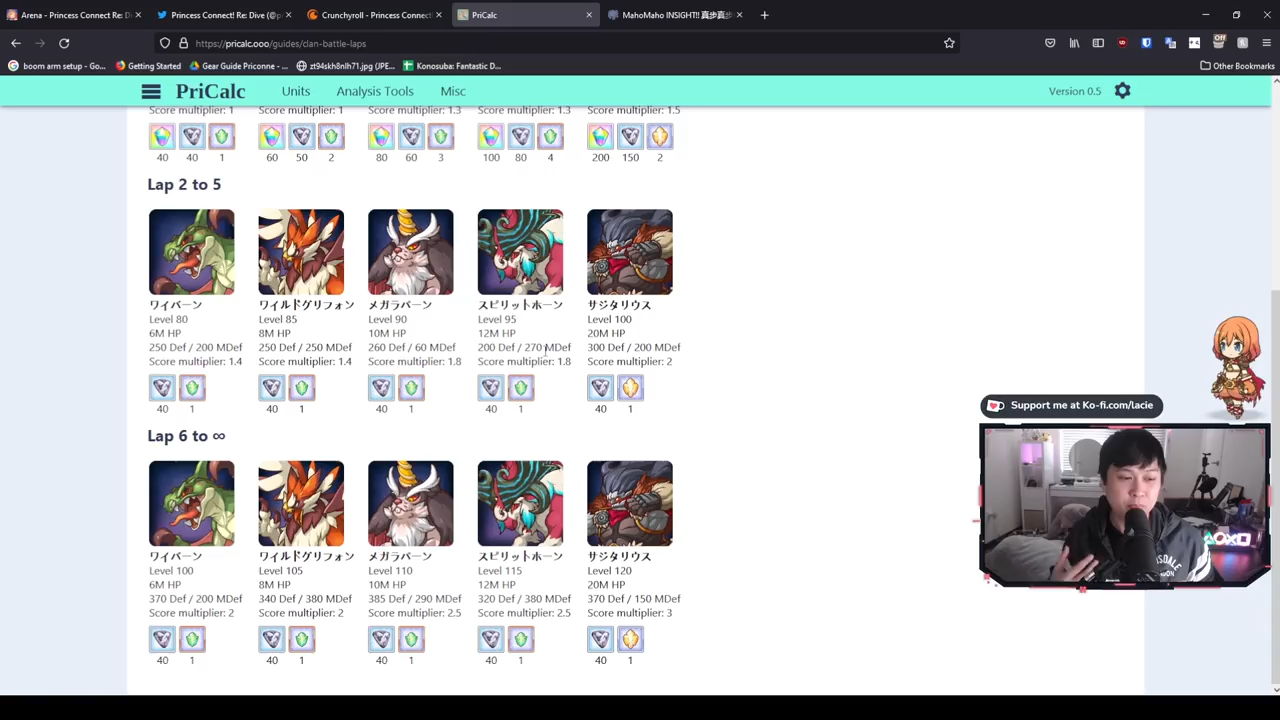 Arena - Princess Connect Re: D
Princess Connect! Re: Dive (@p
Crunchyroll - Princess Connect!
PriCalc
MahoMaho INSIGHT!!
https://pricalc.ooo/guides/clan-battle-laps
boom arm setup - Go...
Getting Started
Gear Guide Priconne -...
zt94skh8nlh71.jpg (JPE...
Konosuba: Fantastic D...
Other Bookmarks
PriCalc
Units
Analysis Tools
Misc
Version 0.5
Score multiplier: 1
Score multiplier: 1
Score multiplier: 1.3
Score multiplier: 1.3
Score multiplier: 1.5
40 40 1
60 50 2
80 60 3
100 80 4
200 150 2
Lap 2 to 5
ワイバーン
Level 80
6M HP
250 Def / 200 MDef
Score multiplier: 1.4
40 1
ワイルドグリフォン
Level 85
8M HP
250 Def / 250 MDef
Score multiplier: 1.4
40 1
メガラバーン
Level 90
10M HP
260 Def / 60 MDef
Score multiplier: 1.8
40 1
スピリットホーン
Level 95
12M HP
200 Def / 270 MDef
Score multiplier: 1.8
40 1
サジタリウス
Level 100
20M HP
300 Def / 200 MDef
Score multiplier: 2
40 1
Lap 6 to ∞
ワイバーン
Level 100
6M HP
370 Def / 200 MDef
Score multiplier: 2
40 1
ワイルドグリフォン
Level 105
8M HP
340 Def / 380 MDef
Score multiplier: 2
40 1
メガラバーン
Level 110
10M HP
385 Def / 290 MDef
Score multiplier: 2.5
40 1
スピリットホーン
Level 115
12M HP
320 Def / 380 MDef
Score multiplier: 2.5
40 1
サジタリウス
Level 120
20M HP
370 Def / 150 MDef
Score multiplier: 3
40 1
Support me at Ko-fi.com/lacie